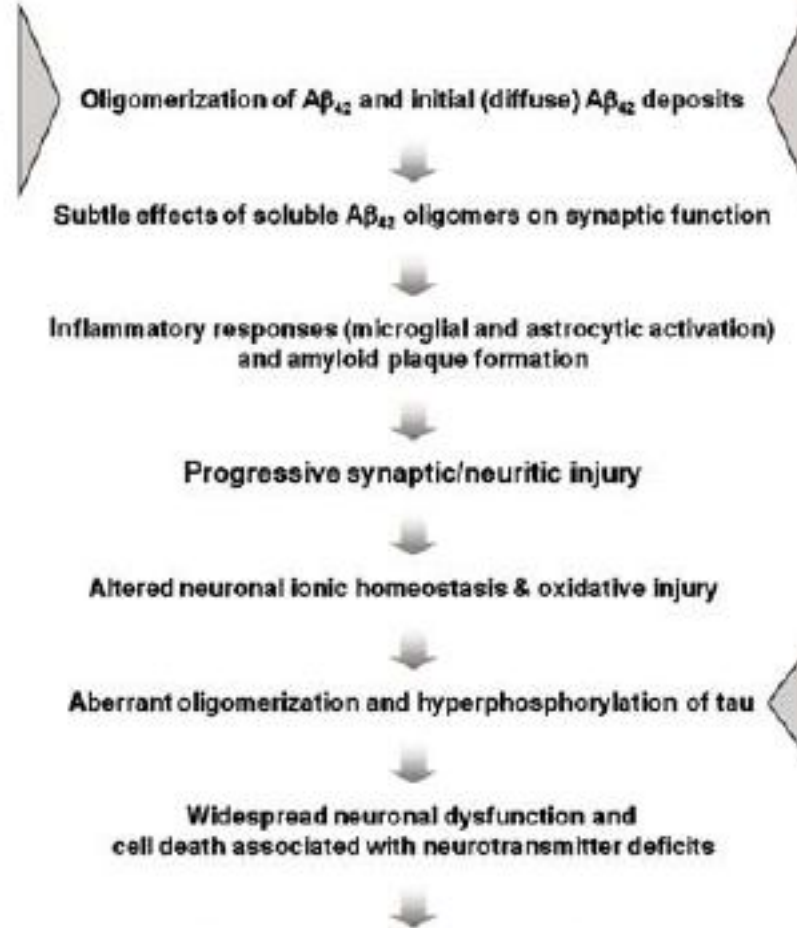 Oligomerization of Aβ₄₂ and initial (diffuse) Aβ₄₂ deposits
Subtle effects of soluble Aβ₄₂ oligomers on synaptic function
Inflammatory responses (microglial and astrocytic activation)
and amyloid plaque formation
Progressive synaptic/neuritic injury
Altered neuronal ionic homeostasis & oxidative injury
Aberrant oligomerization and hyperphosphorylation of tau
Widespread neuronal dysfunction and
cell death associated with neurotransmitter deficits